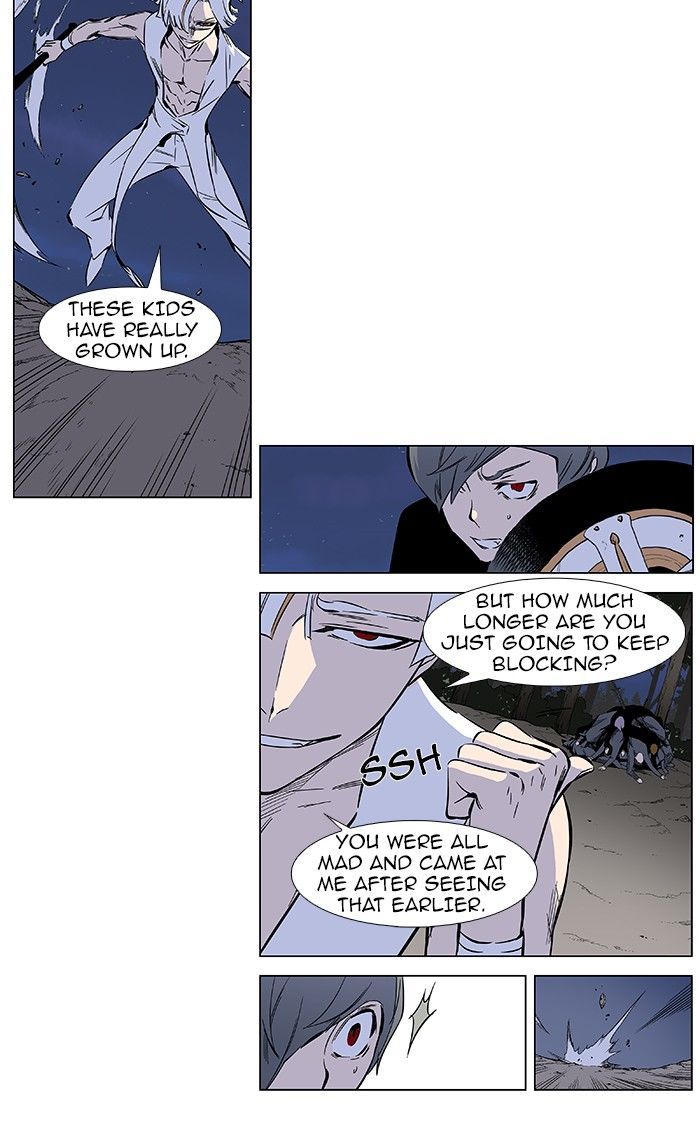 THESE KIDS
HAVE REALLY
GROWN UP.
BUT HOW MUCH
LONGER ARE YOU
JUST GOING TO KEEP
BLOCKING?
SSH
YOU WERE ALL
MAD AND CAME AT
ME AFTER SEEING
THAT EARLIER.